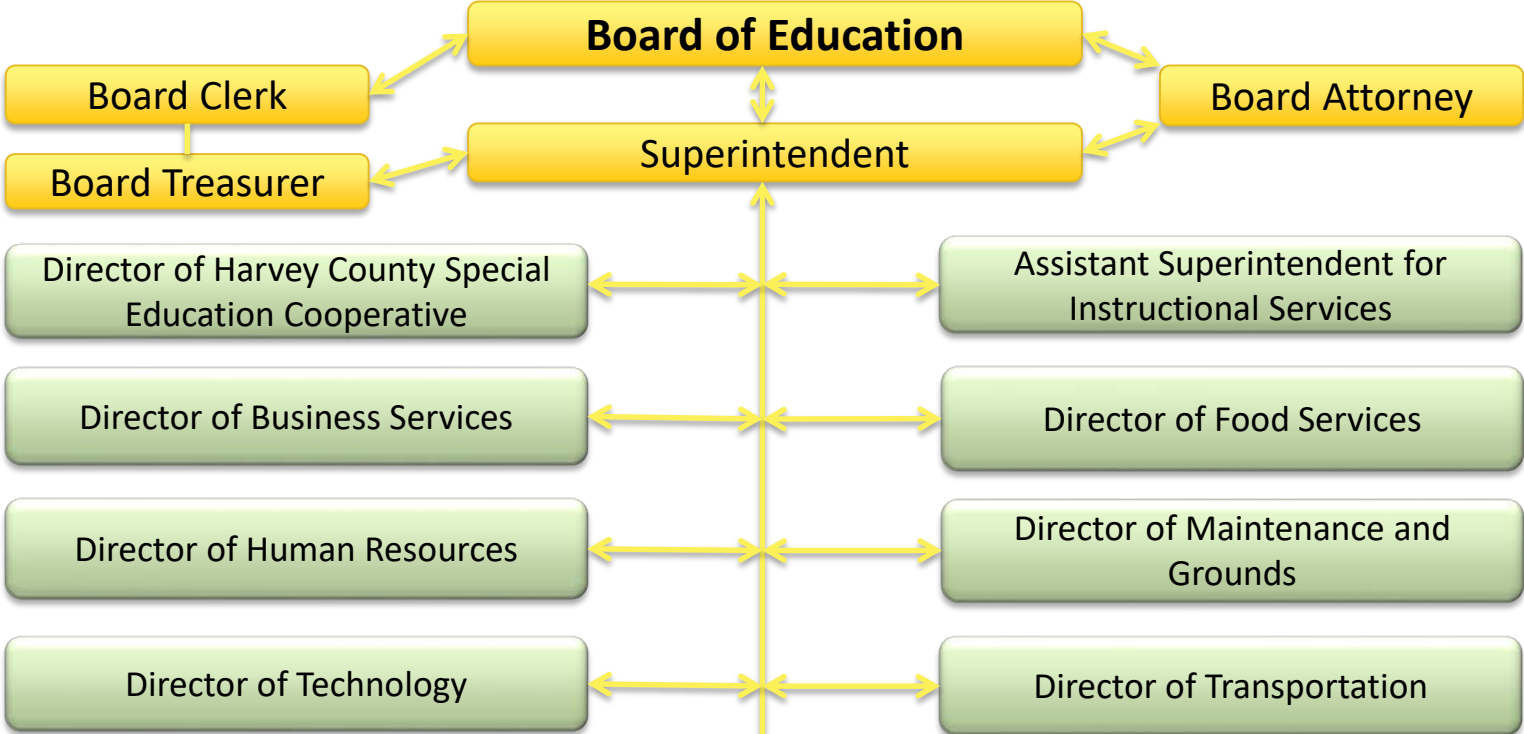 Board of Education
Board Clerk
Board Attorney
Superintendent
Board Treasurer
Director of Harvey County Special
Education Cooperative
Assistant Superintendent for
Instructional Services
Director of Business Services
Director of Food Services
Director of Human Resources
Director of Maintenance and
Grounds
Director of Technology
Director of Transportation